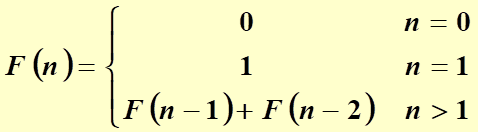 0 n = 0
F(n) = { 1 n = 1
F(n−1)+ F(n−2) n > 1